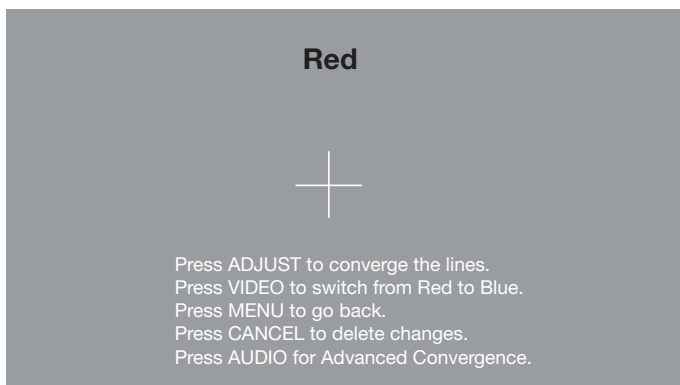 Red
Press ADJUST to converge the lines.
Press VIDEO to switch from Red to Blue.
Press MENU to go back.
Press CANCEL to delete changes.
Press AUDIO for Advanced Convergence.